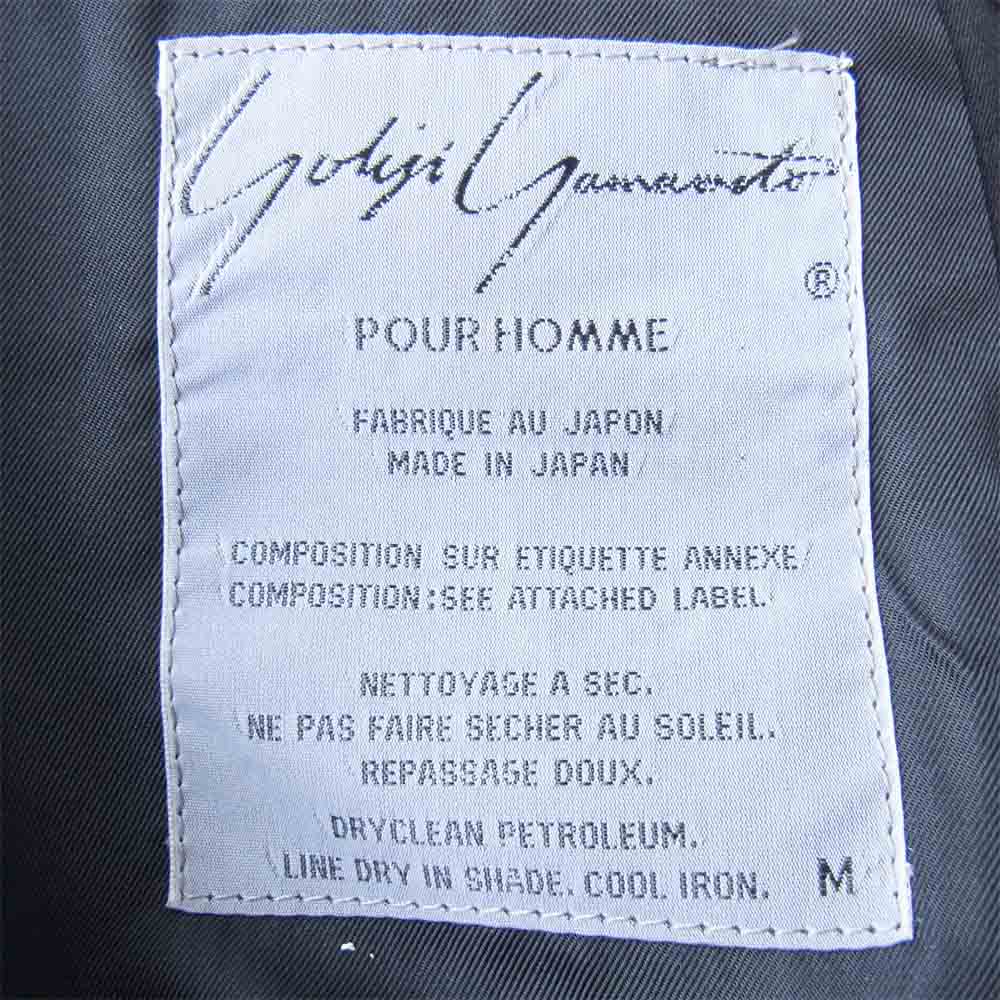 Yohji Yamamoto
®
POUR HOMME
FABRIQUE AU JAPON
MADE IN JAPAN
COMPOSITION SUR ETIQUETTE ANNEXE
COMPOSITION:SEE ATTACHED LABEL
NETTOYAGE A SEC.
NE PAS FAIRE SECHER AU SOLEIL.
REPASSAGE DOUX.
DRYCLEAN PETROLEUM.
LINE DRY IN SHADE. COOL IRON. M